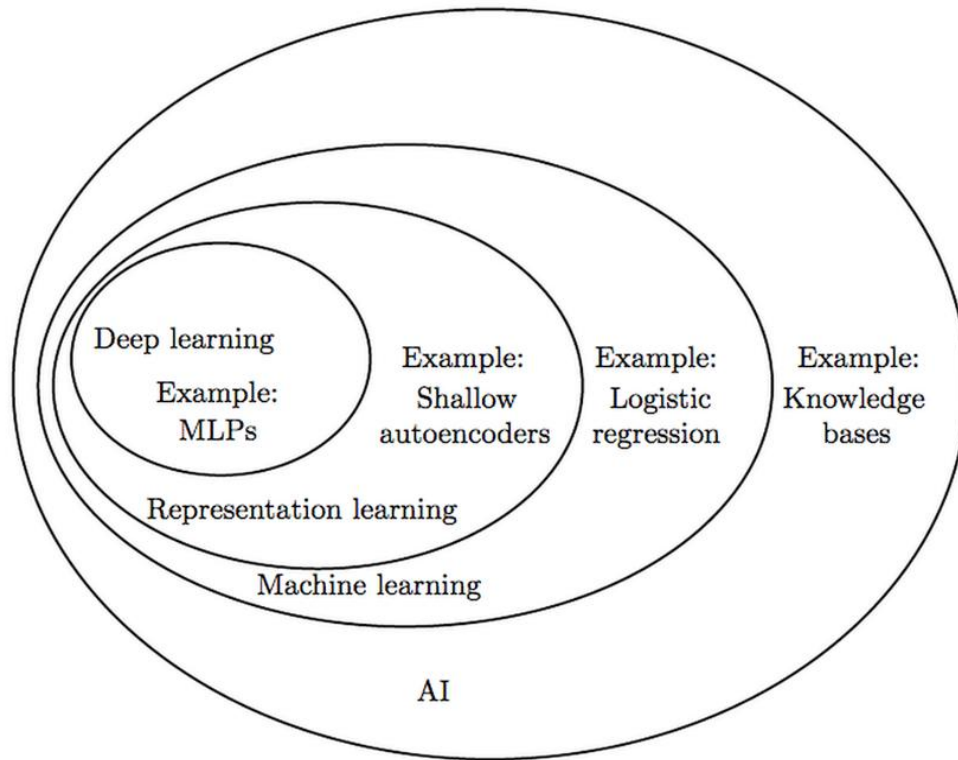 Deep learning
Example:
MLPs
Example:
Shallow
autoencoders
Example:
Logistic
regression
Example:
Knowledge
bases
Representation learning
Machine learning
AI